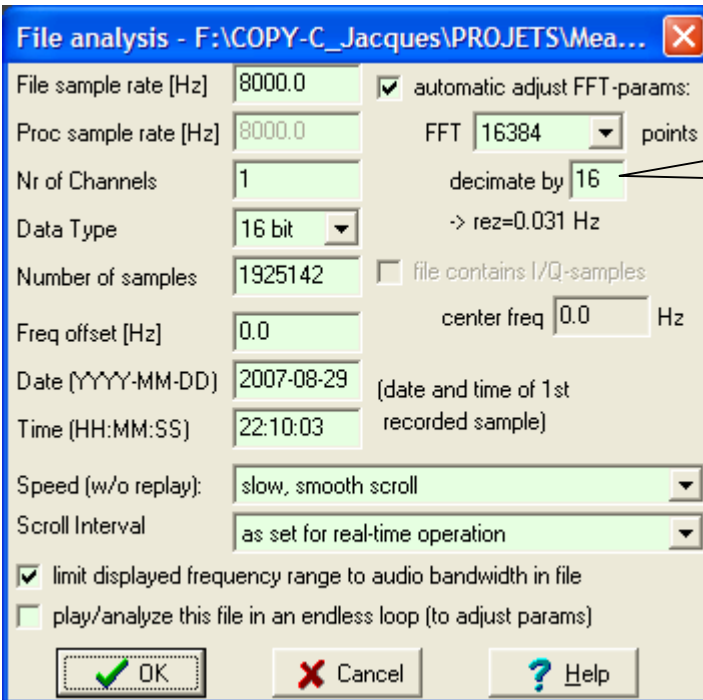 File analysis - F:\COPY-C_Jacques\PROJETS\Mea...
File sample rate [Hz] 8000.0
automatic adjust FFT-params:
Proc sample rate [Hz] 8000.0
FFT 16384 points
Nr of Channels 1
decimate by 16
Data Type 16 bit
-> rez=0.031 Hz
Number of samples 1925142
file contains I/Q-samples
center freq 0.0 Hz
Freq offset [Hz] 0.0
Date (YYYY-MM-DD) 2007-08-29
(date and time of 1st
recorded sample)
Time (HH:MM:SS) 22:10:03
Speed (w/o replay): slow, smooth scroll
Scroll Interval as set for real-time operation
limit displayed frequency range to audio bandwidth in file
play/analyze this file in an endless loop (to adjust params)
OK Cancel ? Help